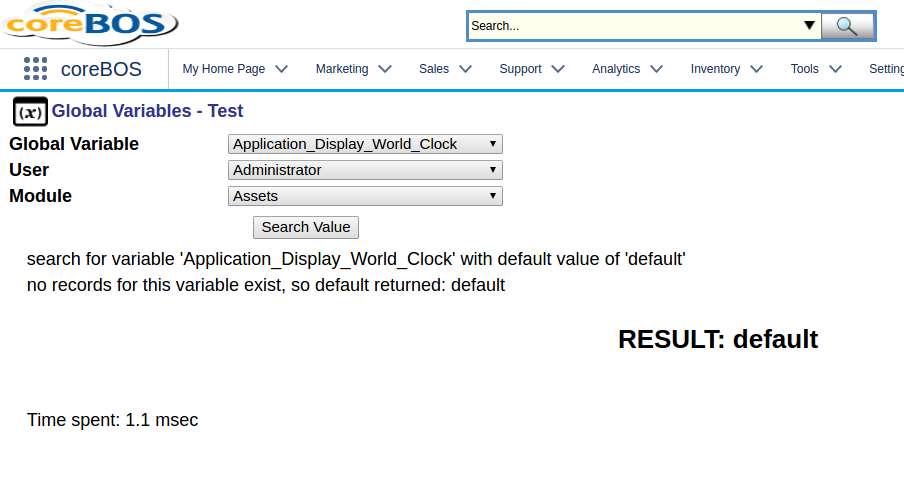 coreBOS
Search...
coreBOS My Home Page Marketing Sales Support Analytics Inventory Tools Setting
(x) Global Variables - Test
Global Variable Application_Display_World_Clock
User Administrator
Module Assets
Search Value
search for variable 'Application_Display_World_Clock' with default value of 'default'
no records for this variable exist, so default returned: default
RESULT: default
Time spent: 1.1 msec